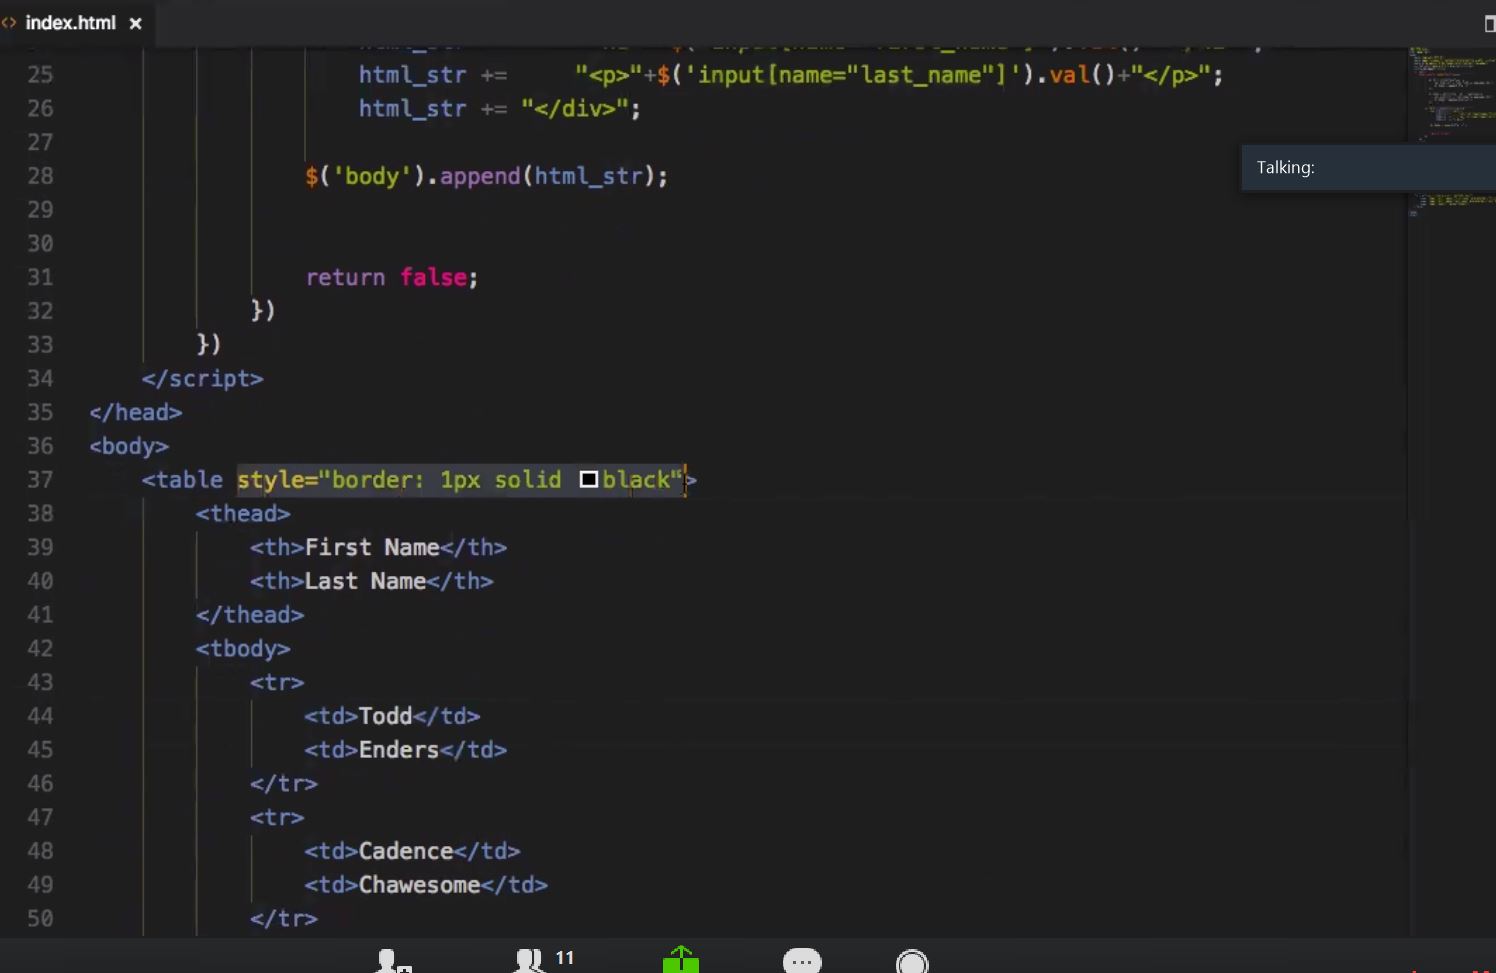 index.html
25 html_str += "<p>"+$('input[name="last_name"]').val()+"</p>";
26 html_str += "</div>";
27
28 $('body').append(html_str);
29
30
31 return false;
32 })
33 })
34 </script>
35 </head>
36 <body>
37 <table style="border: 1px solid black">
38 <thead>
39 <th>First Name</th>
40 <th>Last Name</th>
41 </thead>
42 <tbody>
43 <tr>
44 <td>Todd</td>
45 <td>Enders</td>
46 </tr>
47 <tr>
48 <td>Cadence</td>
49 <td>Chawesome</td>
50 </tr>
Talking:
11